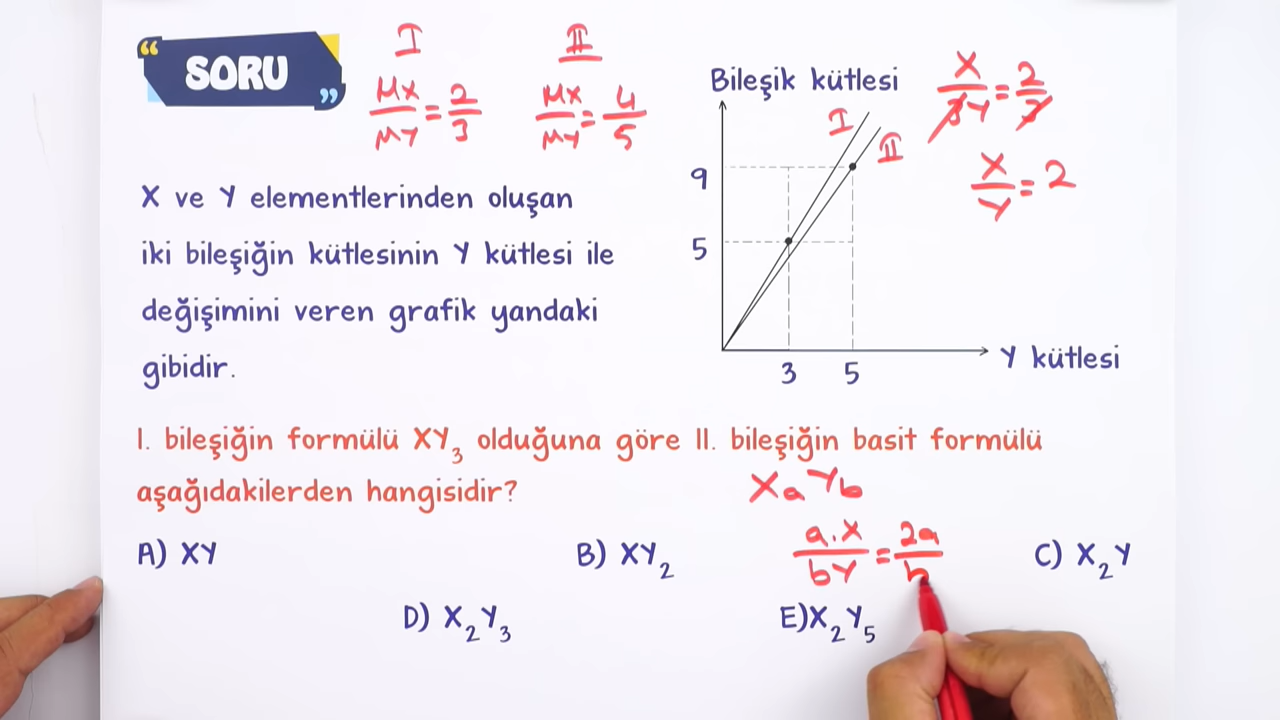 “ SORU ”
I
MX/MY = 2/3
II
MX/MY = 4/5
X ve Y elementlerinden oluşan
iki bileşiğin kütlesinin Y kütlesi ile
değişimini veren grafik yandaki
gibidir.
Bileşik kütlesi
I
II
9
5
3 5
Y kütlesi
X/3Y = 2/3
X/Y = 2
I. bileşiğin formülü XY₃ olduğuna göre II. bileşiğin basit formülü
aşağıdakilerden hangisidir?
XaYb
a.X/bY = 2a/b
A) XY
B) XY₂
C) X₂Y
D) X₂Y₃
E)X₂Y₅